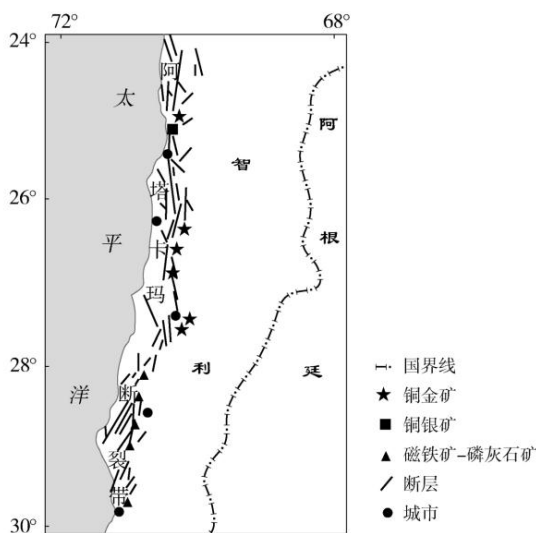 72°
68°
24°
26°
28°
30°
太平洋
阿塔卡玛断裂带
智利
阿根廷
国界线
铜金矿
铜银矿
磁铁矿-磷灰石矿
断层
城市